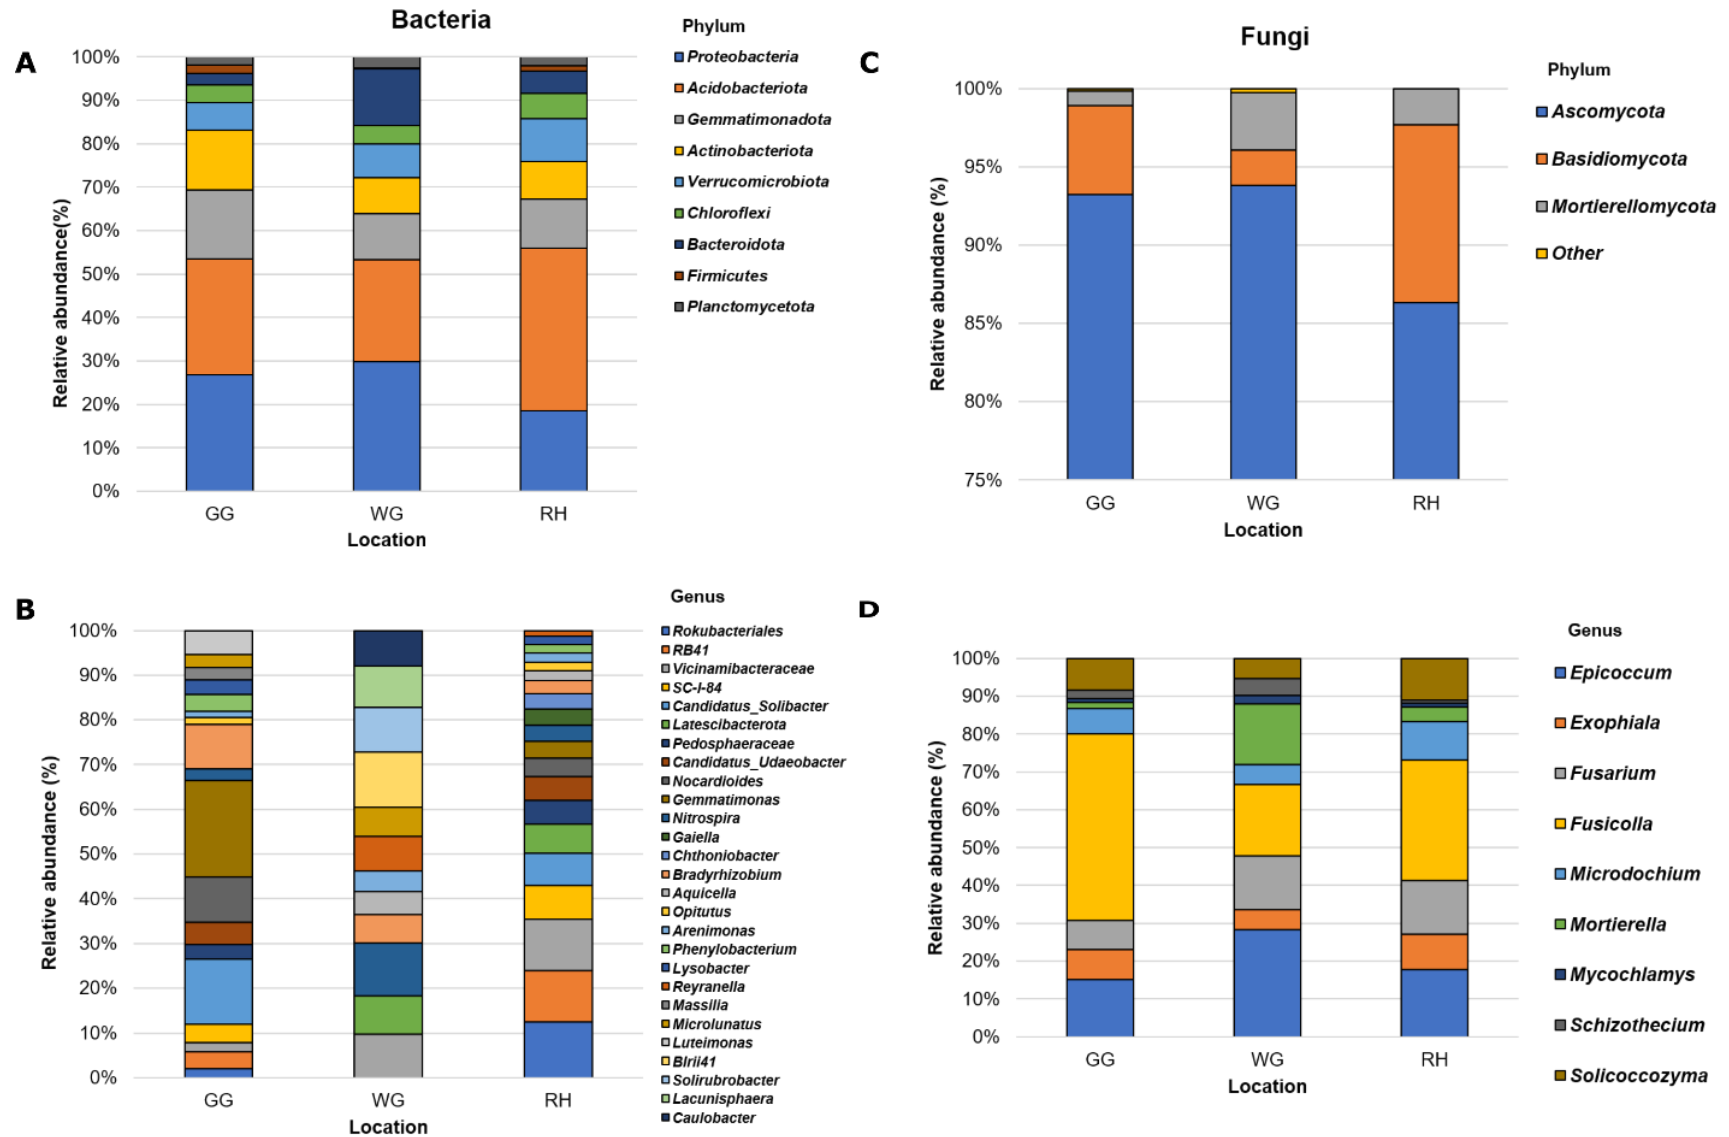 Bacteria
A
Phylum
100%
90%
80%
70%
60%
50%
40%
30%
20%
10%
0%
Relative abundance(%)
GG
WG
RH
Location
Proteobacteria
Acidobacteriota
Gemmatimonadota
Actinobacteriota
Verrucomicrobiota
Chloroflexi
Bacteroidota
Firmicutes
Planctomycetota
Fungi
C
Phylum
100%
95%
90%
85%
80%
75%
Relative abundance (%)
GG
WG
RH
Location
Ascomycota
Basidiomycota
Mortierellomycota
Other
B
Genus
100%
90%
80%
70%
60%
50%
40%
30%
20%
10%
0%
Relative abundance (%)
GG
WG
RH
Location
Rokubacteriales
RB41
Vicinamibacteraceae
SC-I-84
Candidatus_Solibacter
Latescibacterota
Pedosphaeraceae
Candidatus_Udaeobacter
Nocardioides
Gemmatimonas
Nitrospira
Gaiella
Chthoniobacter
Bradyrhizobium
Aquicella
Opitutus
Arenimonas
Phenylobacterium
Lysobacter
Reyranella
Massilia
Microlunatus
Luteimonas
BIrii41
Solirubrobacter
Lacunisphaera
Caulobacter
D
Genus
100%
90%
80%
70%
60%
50%
40%
30%
20%
10%
0%
Relative abundance (%)
GG
WG
RH
Location
Epicoccum
Exophiala
Fusarium
Fusicolla
Microdochium
Mortierella
Mycochlamys
Schizothecium
Solicoccozyma